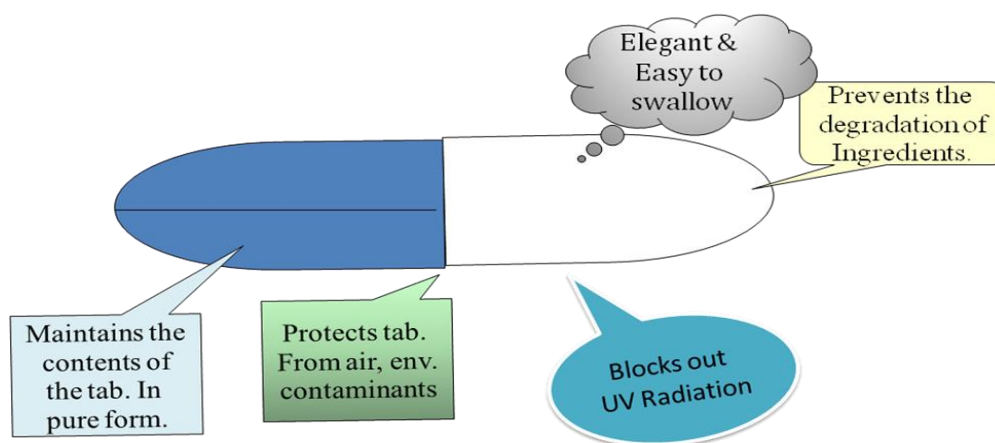 Elegant &
Easy to
swallow
Prevents the
degradation of
Ingredients.
Maintains the
contents of
the tab. In
pure form.
Protects tab.
From air, env.
contaminants
Blocks out
UV Radiation